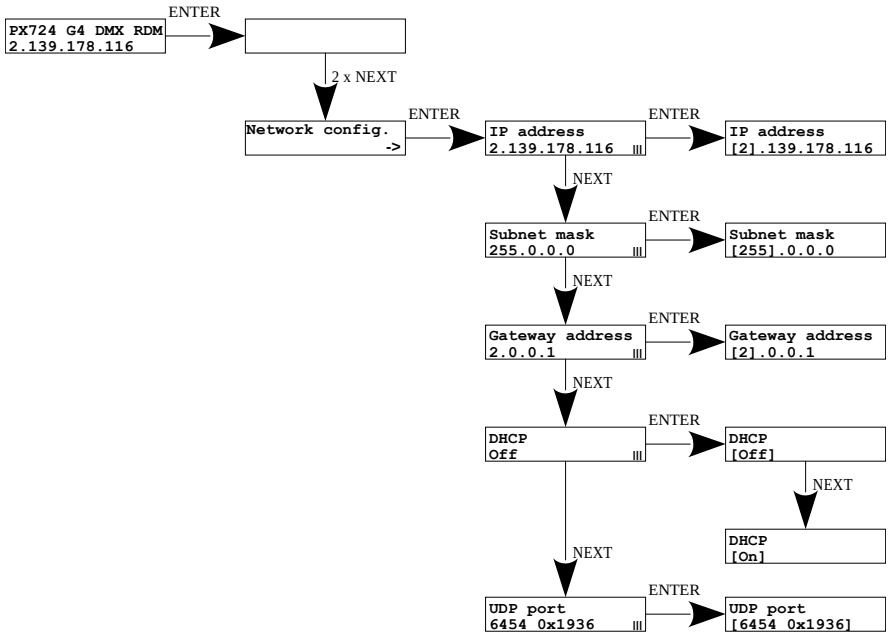 ENTER
PX724 G4 DMX RDM
2.139.178.116
2 x NEXT
Network config.
->
ENTER
IP address
2.139.178.116
ENTER
IP address
[2].139.178.116
NEXT
Subnet mask
255.0.0.0
ENTER
Subnet mask
[255].0.0.0
NEXT
Gateway address
2.0.0.1
ENTER
Gateway address
[2].0.0.1
NEXT
DHCP
Off
ENTER
DHCP
[Off]
NEXT
DHCP
[On]
NEXT
UDP port
6454 0x1936
ENTER
UDP port
[6454 0x1936]